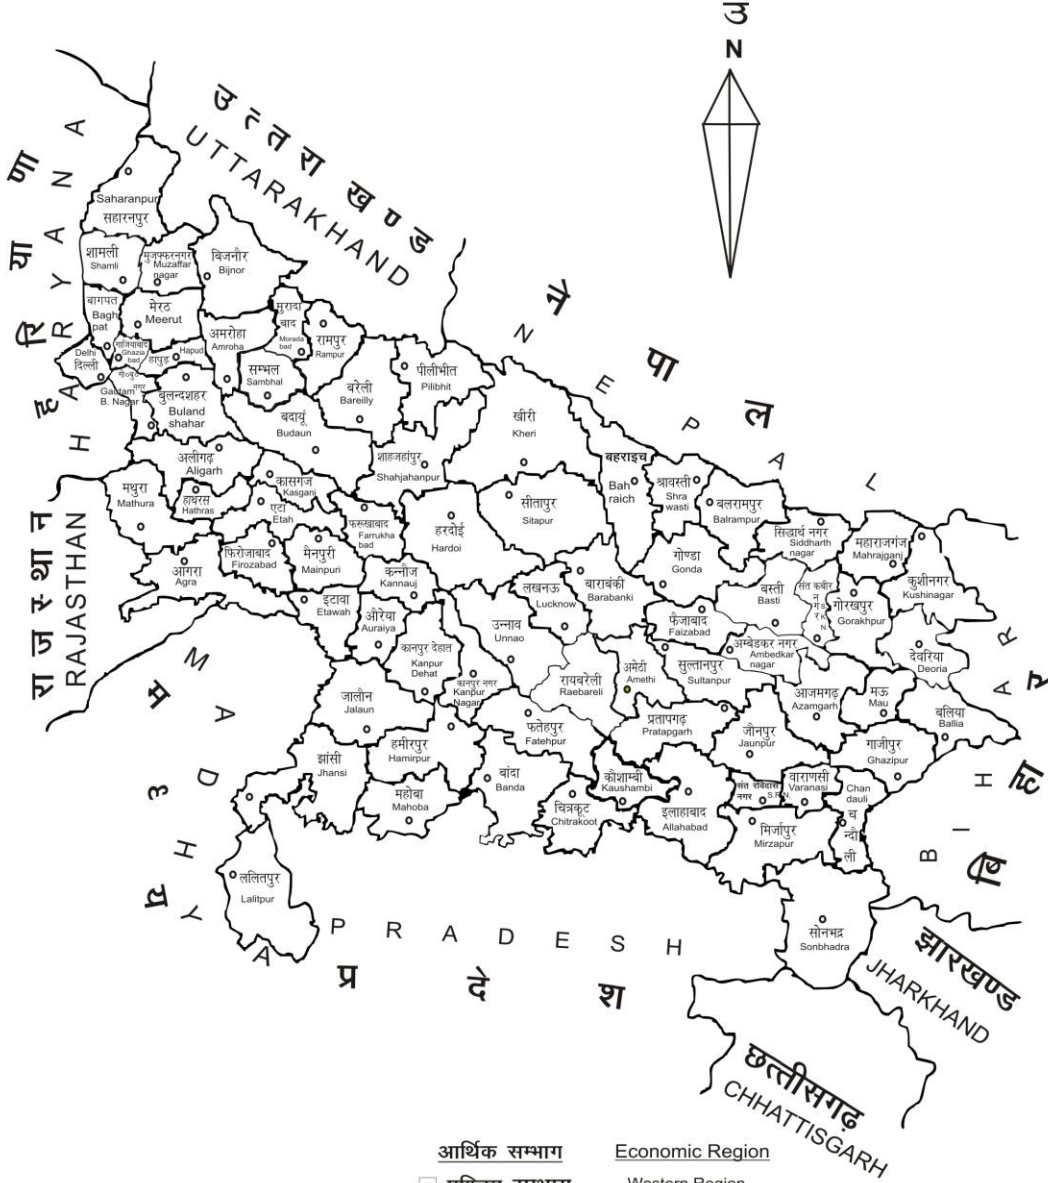 उ
N
उत्तराखण्ड
UTTARAKHAND
हरियाणा
HARYANA
नेपाल
NEPAL
राजस्थान
RAJASTHAN
MADHYA PRADESH
प्रदेश
बिहार
BIHAR
झारखण्ड
JHARKHAND
छत्तीसगढ़
CHHATTISGARH
Saharanpur
सहारनपुर
शामली
Shamli
मुजफ्फरनगर
Muzaffar
nagar
बिजनौर
Bijnor
बागपत
Bagh
pat
मेरठ
Meerut
Delhi
दिल्ली
गाजियाबाद
Ghazia
bad
हापुड़
Hapud
अमरोहा
Amroha
मुरादा
बाद
Morada
bad
रामपुर
Rampur
सम्भल
Sambhal
Gautam
B. Nagar
बुलन्दशहर
Buland
shahar
बरेली
Bareilly
पीलीभीत
Pilibhit
बदायूं
Budaun
शाहजहांपुर
Shahjahanpur
खीरी
Kheri
अलीगढ़
Aligarh
कासगंज
Kasganj
मथुरा
Mathura
हाथरस
Hathras
एटा
Etah
फरूखाबाद
Farrukha
bad
हरदोई
Hardoi
सीतापुर
Sitapur
बहराइच
Bah
raich
श्रावस्ती
Shra
wasti
बलरामपुर
Balrampur
सिद्धार्थ नगर
Siddharth
nagar
महाराजगंज
Mahrajganj
कुशीनगर
Kushinagar
आगरा
Agra
फिरोजाबाद
Firozabad
मैनपुरी
Mainpuri
कन्नौज
Kannauj
इटावा
Etawah
औरैया
Auraiya
लखनऊ
Lucknow
बाराबंकी
Barabanki
गोण्डा
Gonda
बस्ती
Basti
संत कबीर
न
ग
र
S
K
N
गोरखपुर
Gorakhpur
देवरिया
Deoria
फैजाबाद
Faizabad
अम्बेडकर नगर
Ambedkar
nagar
उन्नाव
Unnao
कानपुर देहात
Kanpur
Dehat
कानपुर नगर
Kanpur
Nagar
रायबरेली
Raebareli
अमेठी
Amethi
सुल्तानपुर
Sultanpur
आजमगढ़
Azamgarh
मऊ
Mau
बलिया
Ballia
जालौन
Jalaun
फतेहपुर
Fatehpur
प्रतापगढ़
Pratapgarh
जौनपुर
Jaunpur
गाजीपुर
Ghazipur
झांसी
Jhansi
हमीरपुर
Hamirpur
महोबा
Mahoba
बांदा
Banda
चित्रकूट
Chitrakoot
कौशाम्बी
Kaushambi
इलाहाबाद
Allahabad
संत रविदास
नगर
S.R.N.
वाराणसी
Varanasi
Chan
dauli
च
न्दौ
ली
मिर्जापुर
Mirzapur
सोनभद्र
Sonbhadra
ललितपुर
Lalitpur
आर्थिक सम्भाग
Economic Region
Western Region